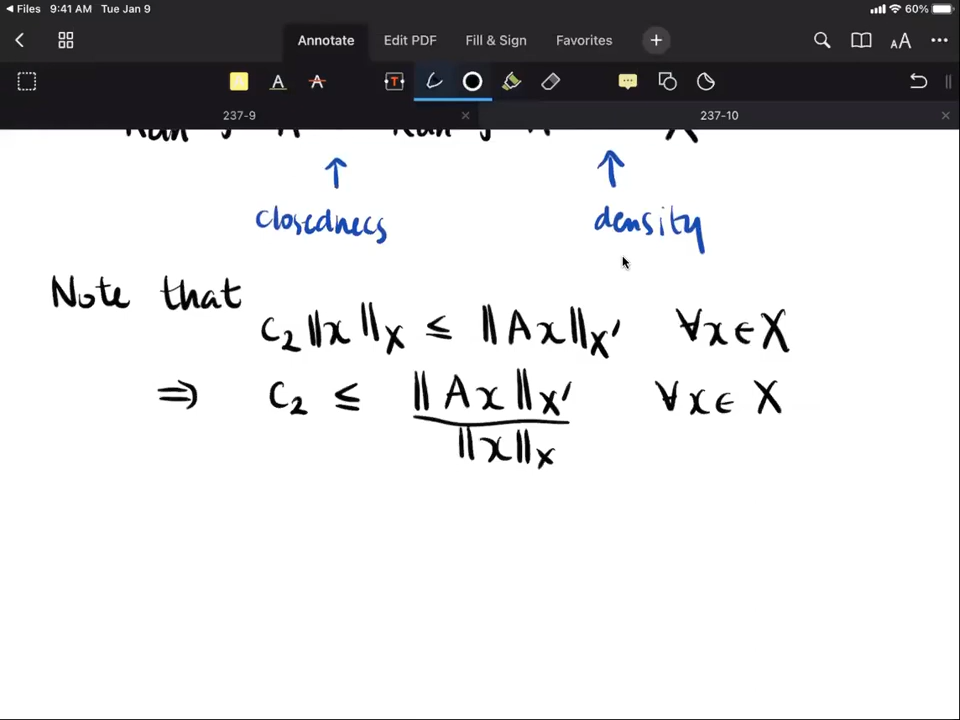 Files 9:41 AM Tue Jan 9 60%
Annotate Edit PDF Fill & Sign Favorites
237-9 237-10
closedness density
Note that
C₂‖x‖_X ≤ ‖Ax‖_X′ ∀x∈X
⇒ C₂ ≤ ‖Ax‖_X′ ∀x∈X
‖x‖_X